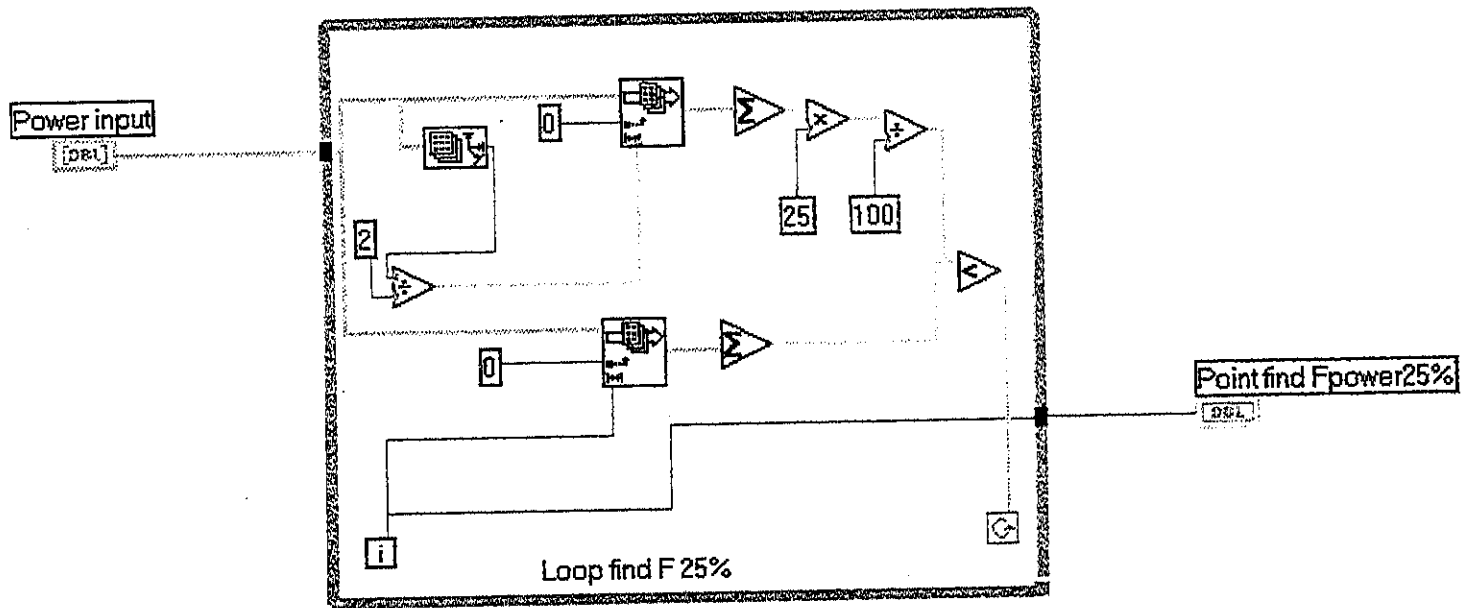 Power input
[DBL]
0
2
25
100
0
i
Loop find F 25%
Point find Fpower25%
DBL